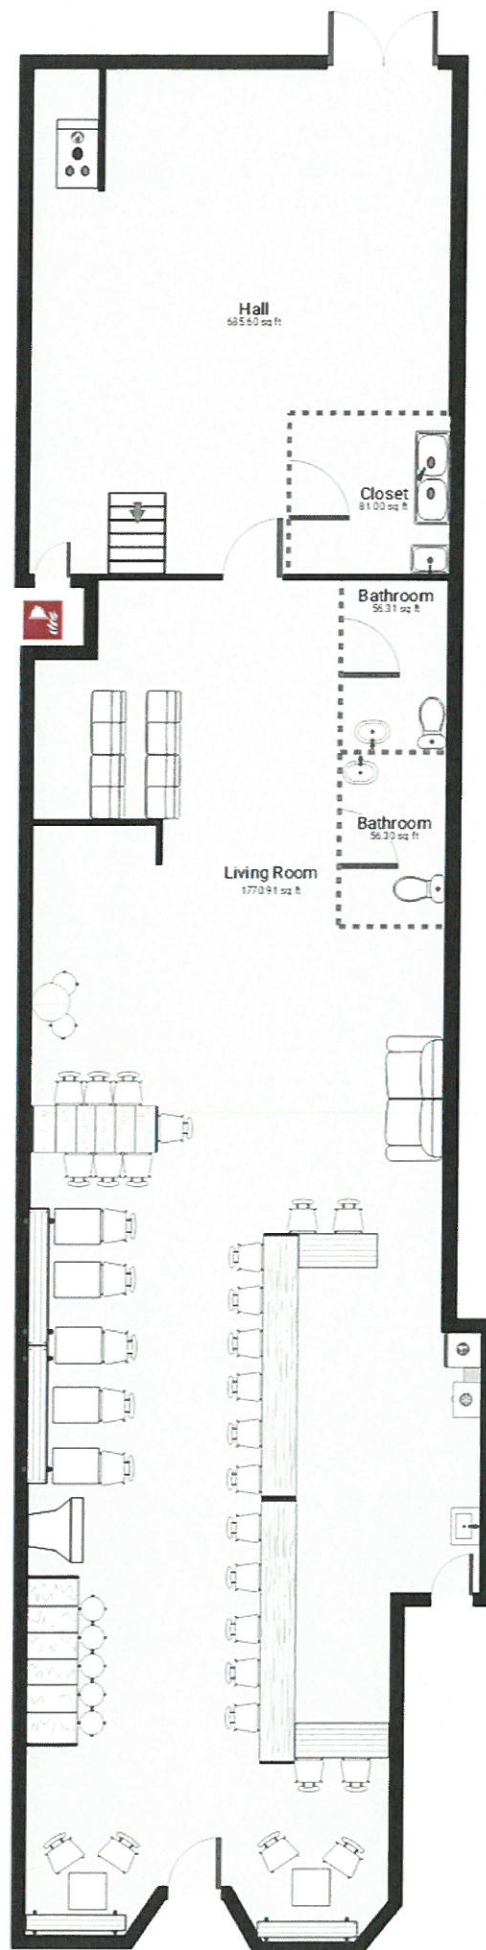 Hall
685.60 sq ft
Closet
81.00 sq ft
Bathroom
56.31 sq ft
Bathroom
56.30 sq ft
Living Room
1770.91 sq ft